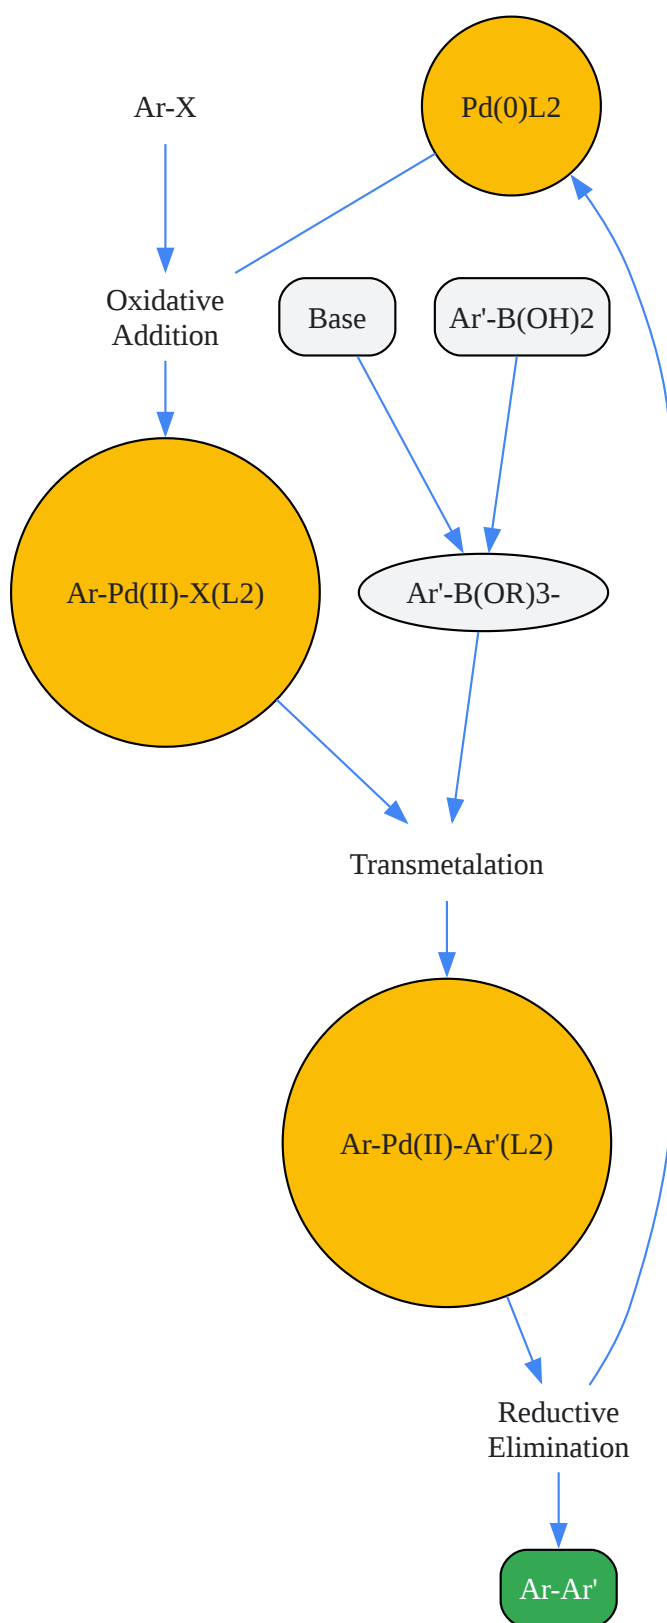 Ar-X
Pd(0)L2
Oxidative
Addition
Base
Ar'-B(OH)2
Ar-Pd(II)-X(L2)
Ar'-B(OR)3-
Transmetalation
Ar-Pd(II)-Ar'(L2)
Reductive
Elimination
Ar-Ar'